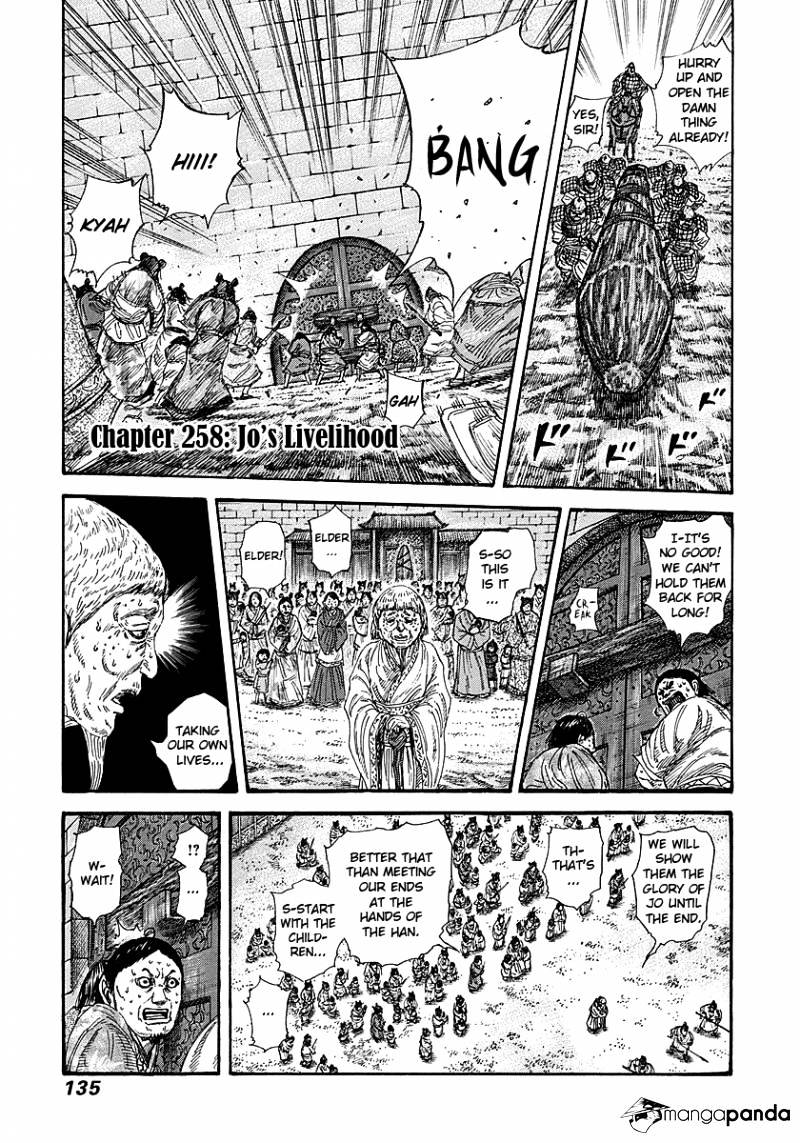 HURRY
UP AND
OPEN THE
DAMN
THING
ALREADY!
YES,
SIR!
ドドド
BANG
HIII!
KYAH
GAH
Chapter 258: Jo's Livelihood
I-IT'S
NO GOOD!
WE CAN'T
HOLD THEM
BACK FOR
LONG!
CR-
EAK
S-SO
THIS
IS IT
...
ELDER
...
ELDER!
TAKING
OUR OWN
LIVES...
WE WILL
SHOW
THEM THE
GLORY OF
JO UNTIL
THE END.
TH-
THAT'S
...
BETTER THAT
THAN MEETING
OUR ENDS
AT THE
HANDS OF
THE HAN.
S-START
WITH THE
CHILD-
REN...
...
!?
...
W-
WAIT!
135
mangapanda